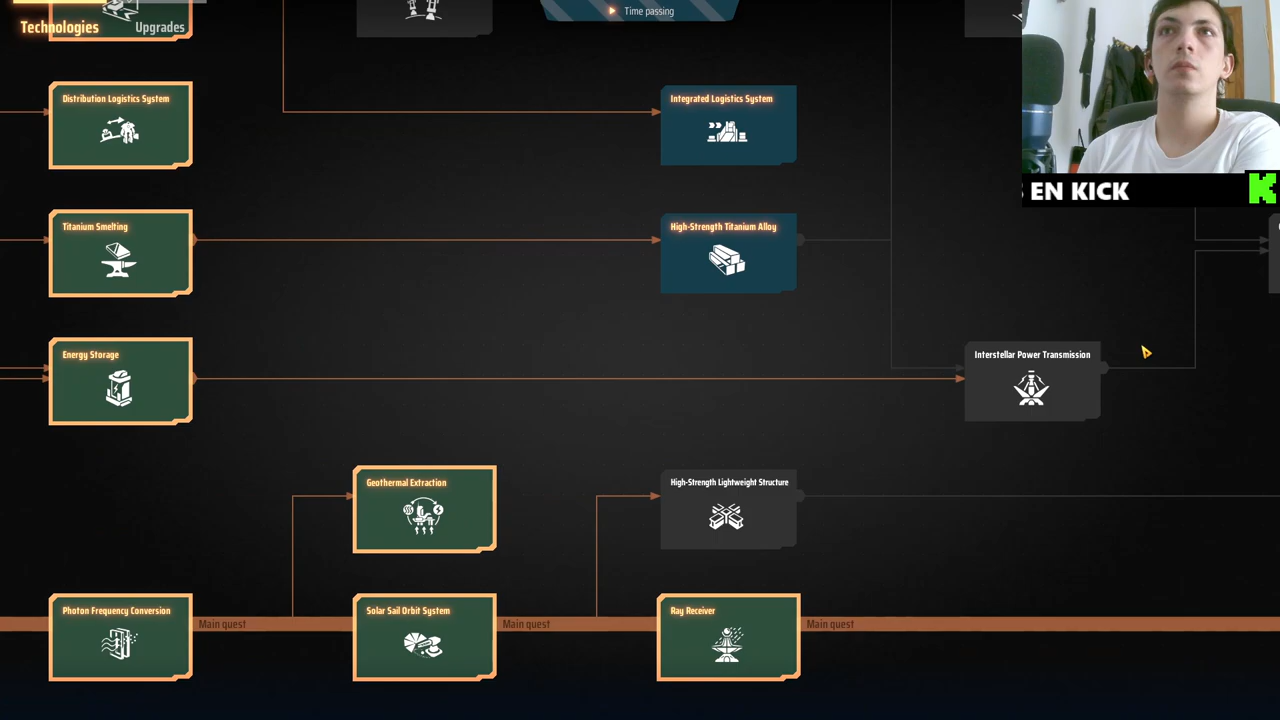 Technologies
Upgrades
Time passing
Distribution Logistics System
Integrated Logistics System
EN KICK
Titanium Smelting
High-Strength Titanium Alloy
Energy Storage
Interstellar Power Transmission
Geothermal Extraction
High-Strength Lightweight Structure
Photon Frequency Conversion
Main quest
Solar Sail Orbit System
Main quest
Ray Receiver
Main quest